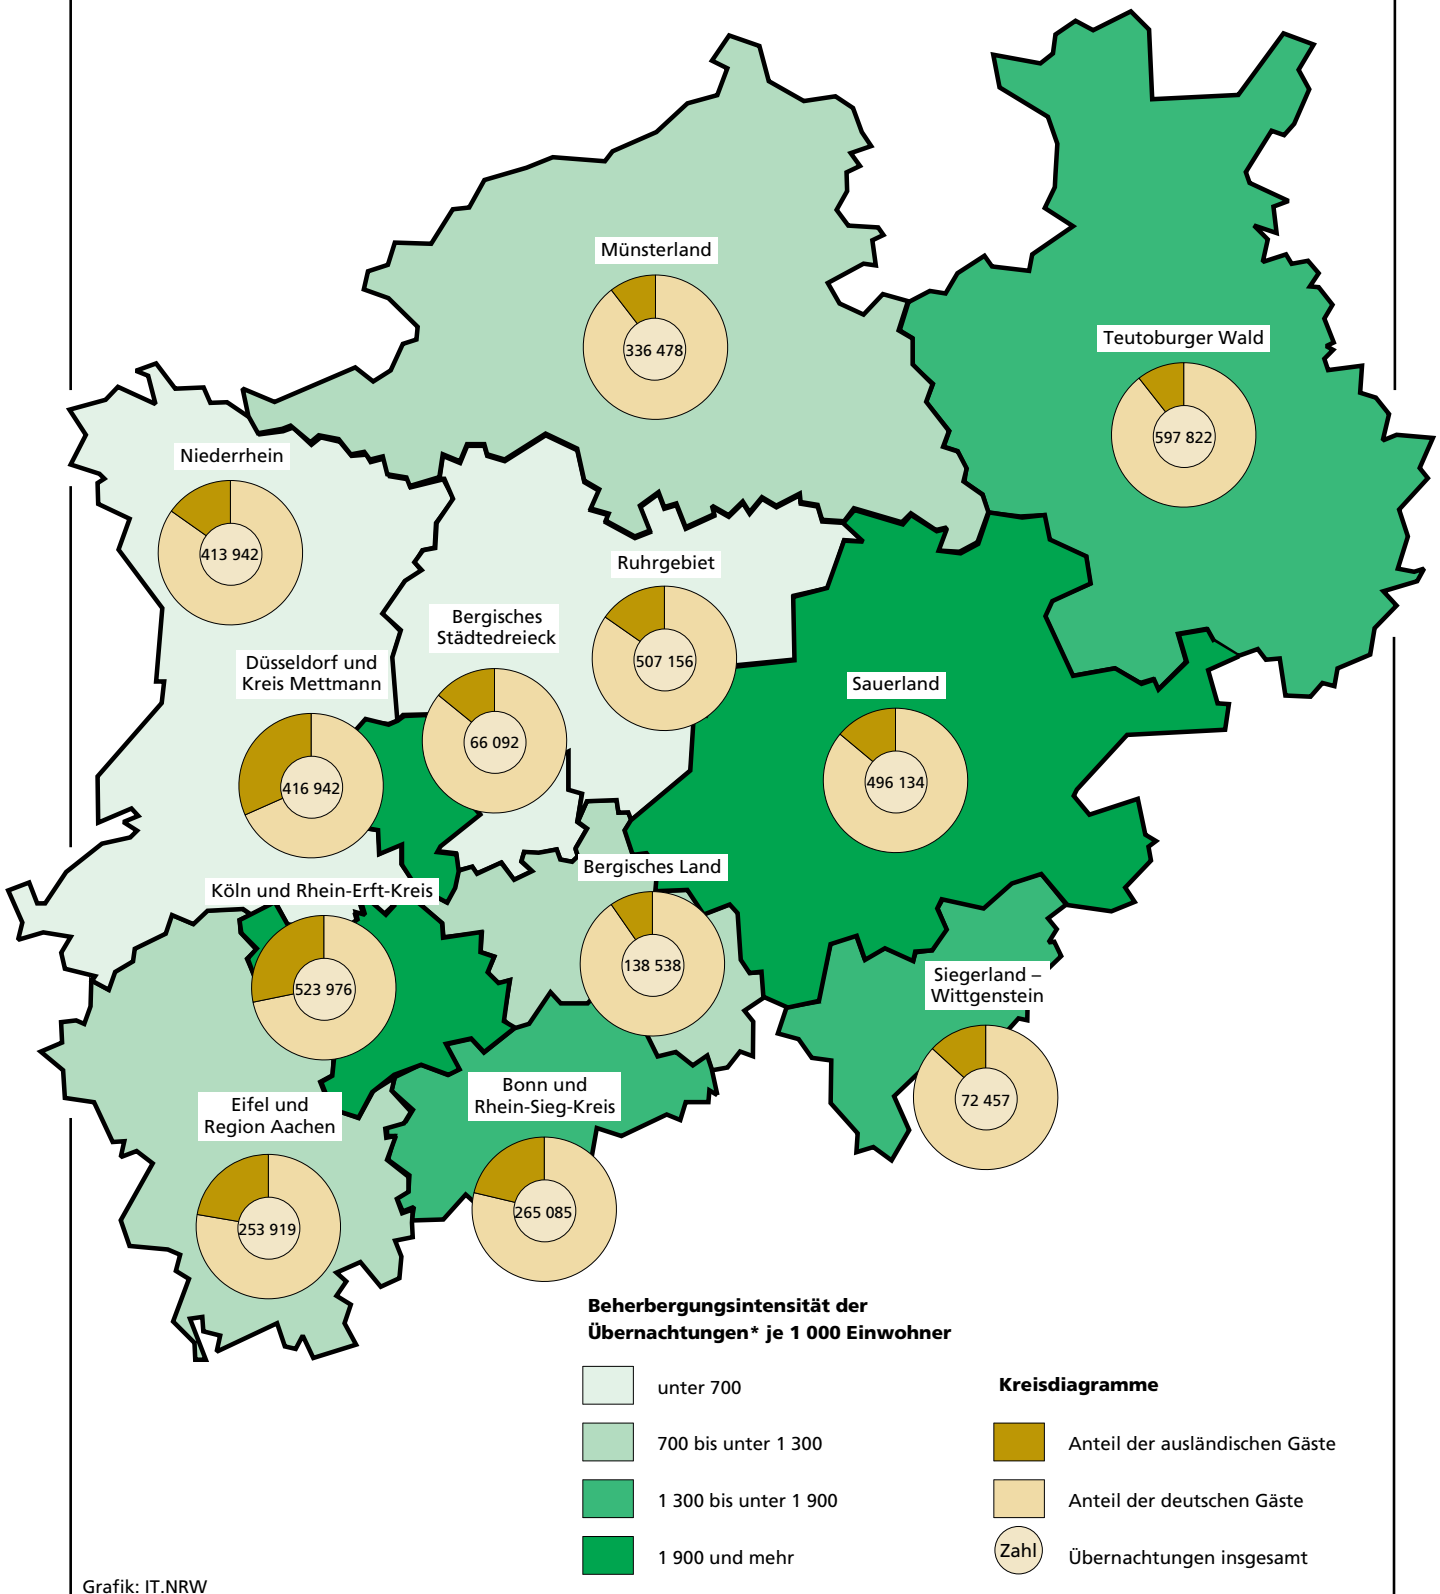 Münsterland
336 478
Teutoburger Wald
597 822
Niederrhein
413 942
Ruhrgebiet
507 156
Bergisches
Städtedreieck
66 092
Düsseldorf und
Kreis Mettmann
416 942
Sauerland
496 134
Bergisches Land
138 538
Köln und Rhein-Erft-Kreis
523 976
Siegerland –
Wittgenstein
72 457
Bonn und
Rhein-Sieg-Kreis
265 085
Eifel und
Region Aachen
253 919
Beherbergungsintensität der
Übernachtungen* je 1 000 Einwohner
unter 700
700 bis unter 1 300
1 300 bis unter 1 900
1 900 und mehr
Kreisdiagramme
Anteil der ausländischen Gäste
Anteil der deutschen Gäste
Zahl Übernachtungen insgesamt
Grafik: IT.NRW